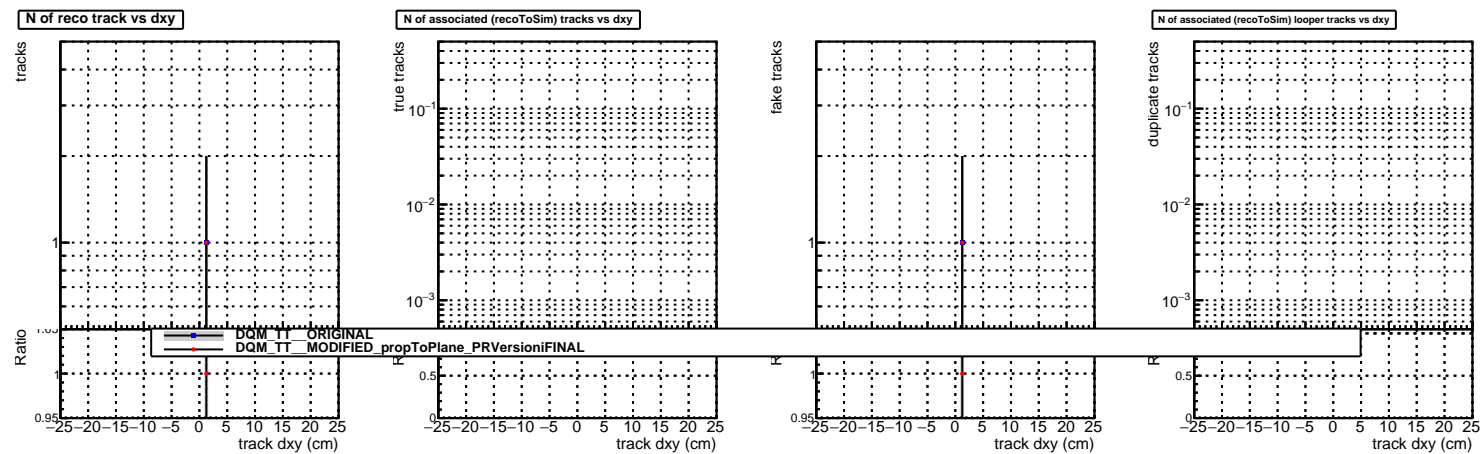 N of reco track vs dxy
N of associated (recoToSim) tracks vs dxy
N of associated (recoToSim) looper tracks vs dxy
tracks
true tracks
fake tracks
duplicate tracks
1
10⁻¹
10⁻²
10⁻³
1
10⁻¹
10⁻²
10⁻³
DQM_TT__ORIGINAL
DQM_TT__MODIFIED_propToPlane_PRVersioniFINAL
Ratio
1
0.95
0.5
0
1
0.95
0.5
0
−25 −20 −15 −10 −5 0 5 10 15 20 25
track dxy (cm)
−25 −20 −15 −10 −5 0 5 10 15 20 25
track dxy (cm)
−25 −20 −15 −10 −5 0 5 10 15 20 25
track dxy (cm)
−25 −20 −15 −10 −5 0 5 10 15 20 25
track dxy (cm)